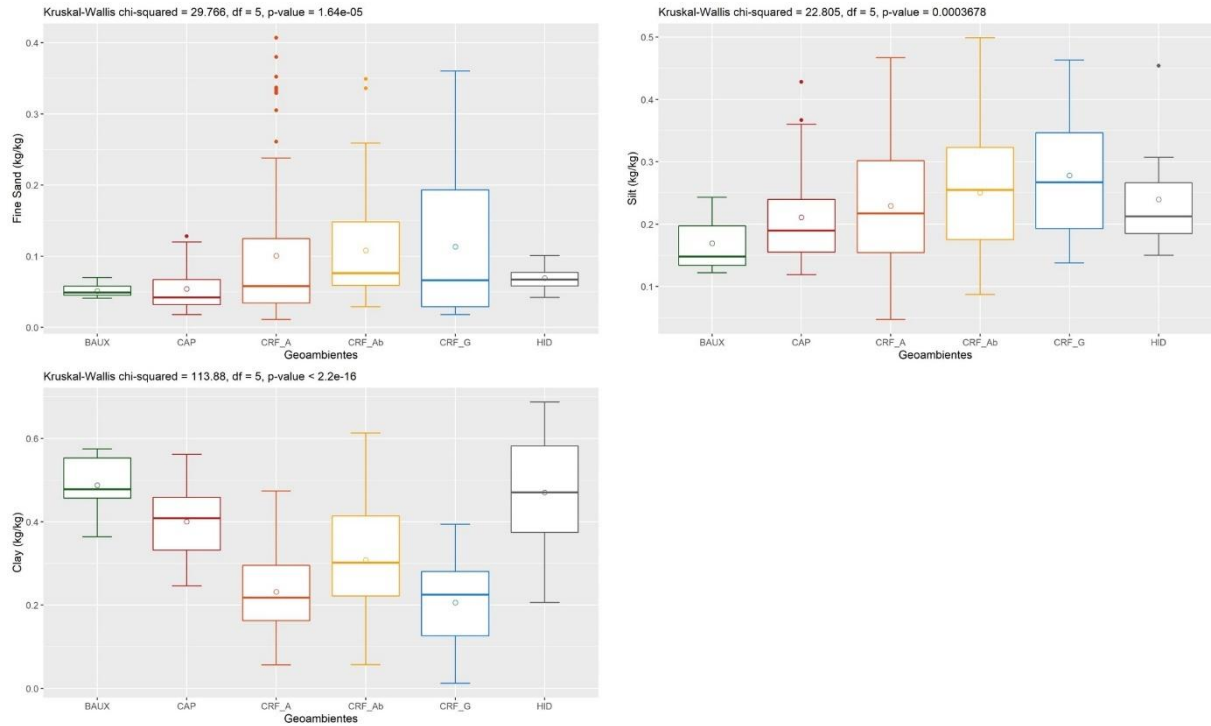 Kruskal-Wallis chi-squared = 29.766, df = 5, p-value = 1.64e-05
Fine Sand (kg/kg)
0.4
0.3
0.2
0.1
0.0
BAUX CAP CRF_A CRF_Ab CRF_G HID
Geoambientes
Kruskal-Wallis chi-squared = 22.805, df = 5, p-value = 0.0003678
Silt (kg/kg)
0.5
0.4
0.3
0.2
0.1
BAUX CAP CRF_A CRF_Ab CRF_G HID
Geoambientes
Kruskal-Wallis chi-squared = 113.88, df = 5, p-value < 2.2e-16
Clay (kg/kg)
0.6
0.4
0.2
0.0
BAUX CAP CRF_A CRF_Ab CRF_G HID
Geoambientes